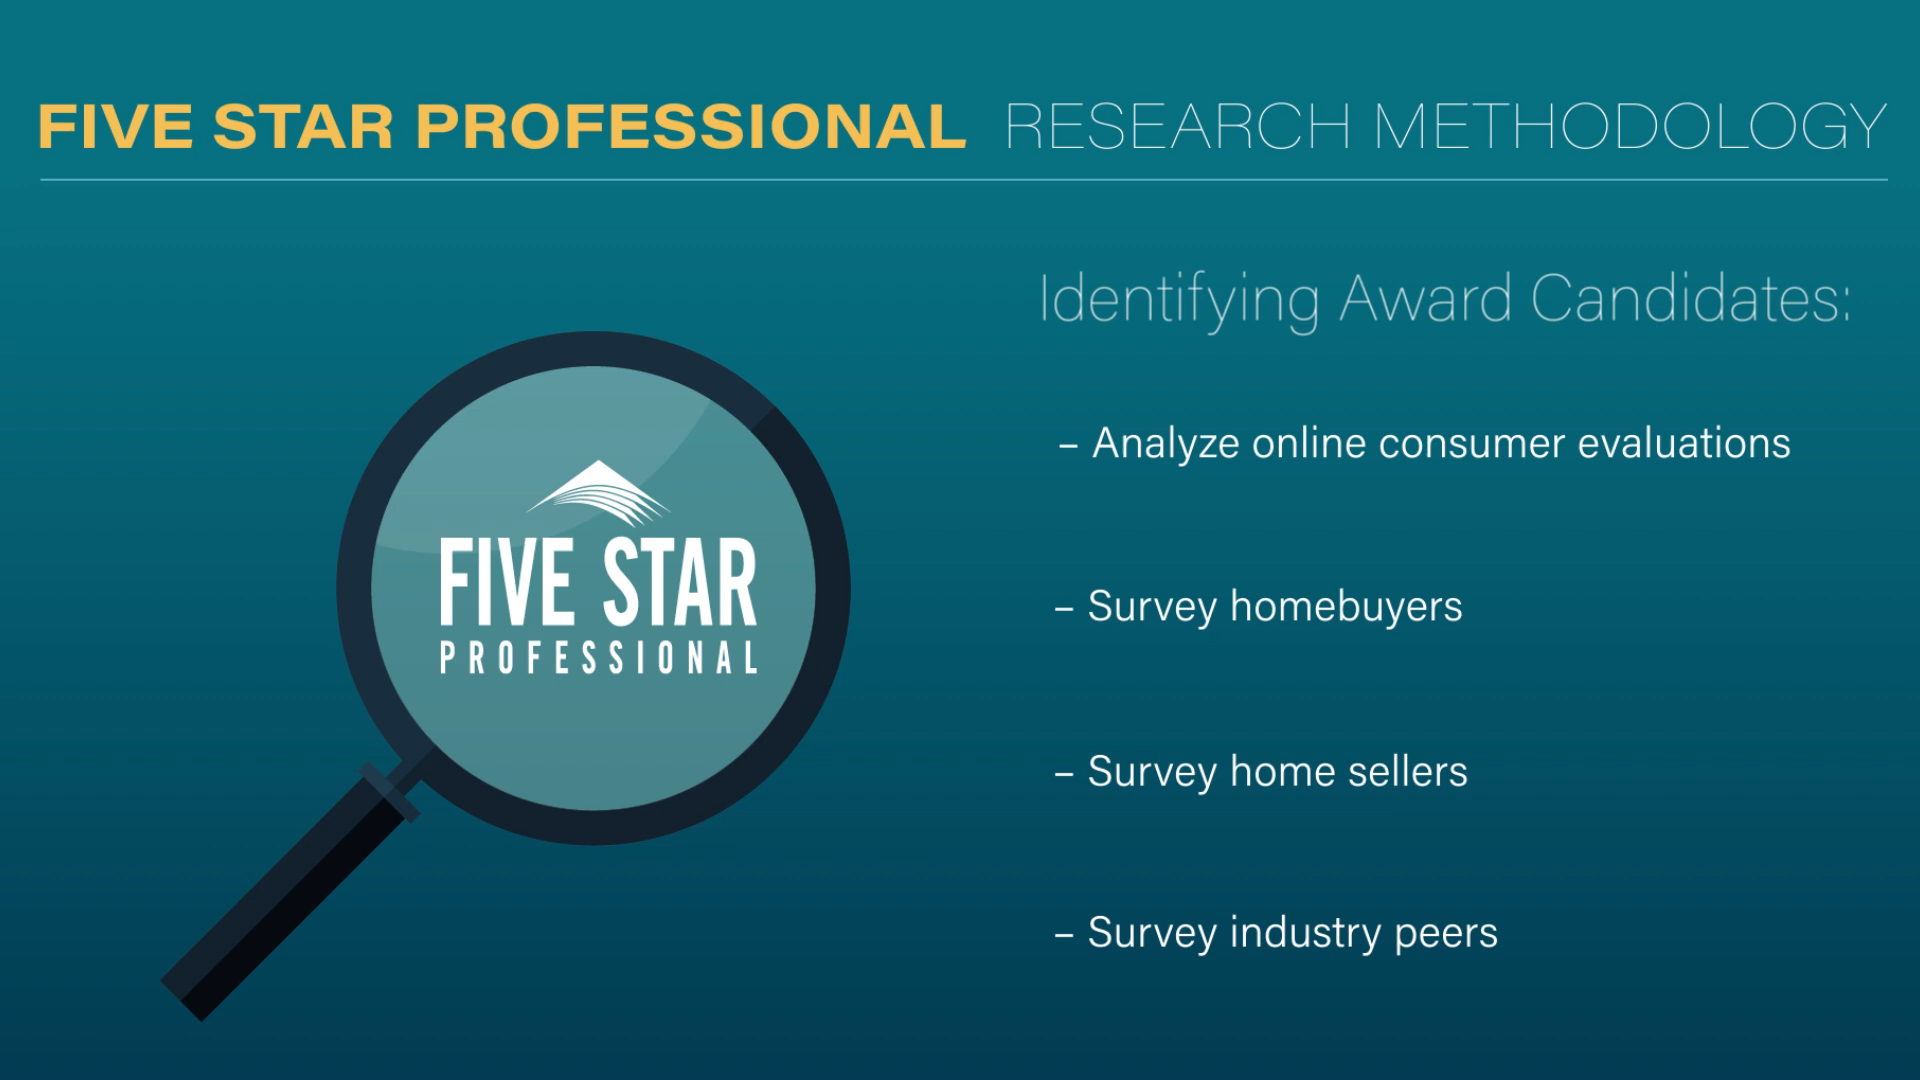 FIVE STAR PROFESSIONAL RESEARCH METHODOLOGY
Identifying Award Candidates:
– Analyze online consumer evaluations
– Survey homebuyers
– Survey home sellers
– Survey industry peers
FIVE STAR
PROFESSIONAL